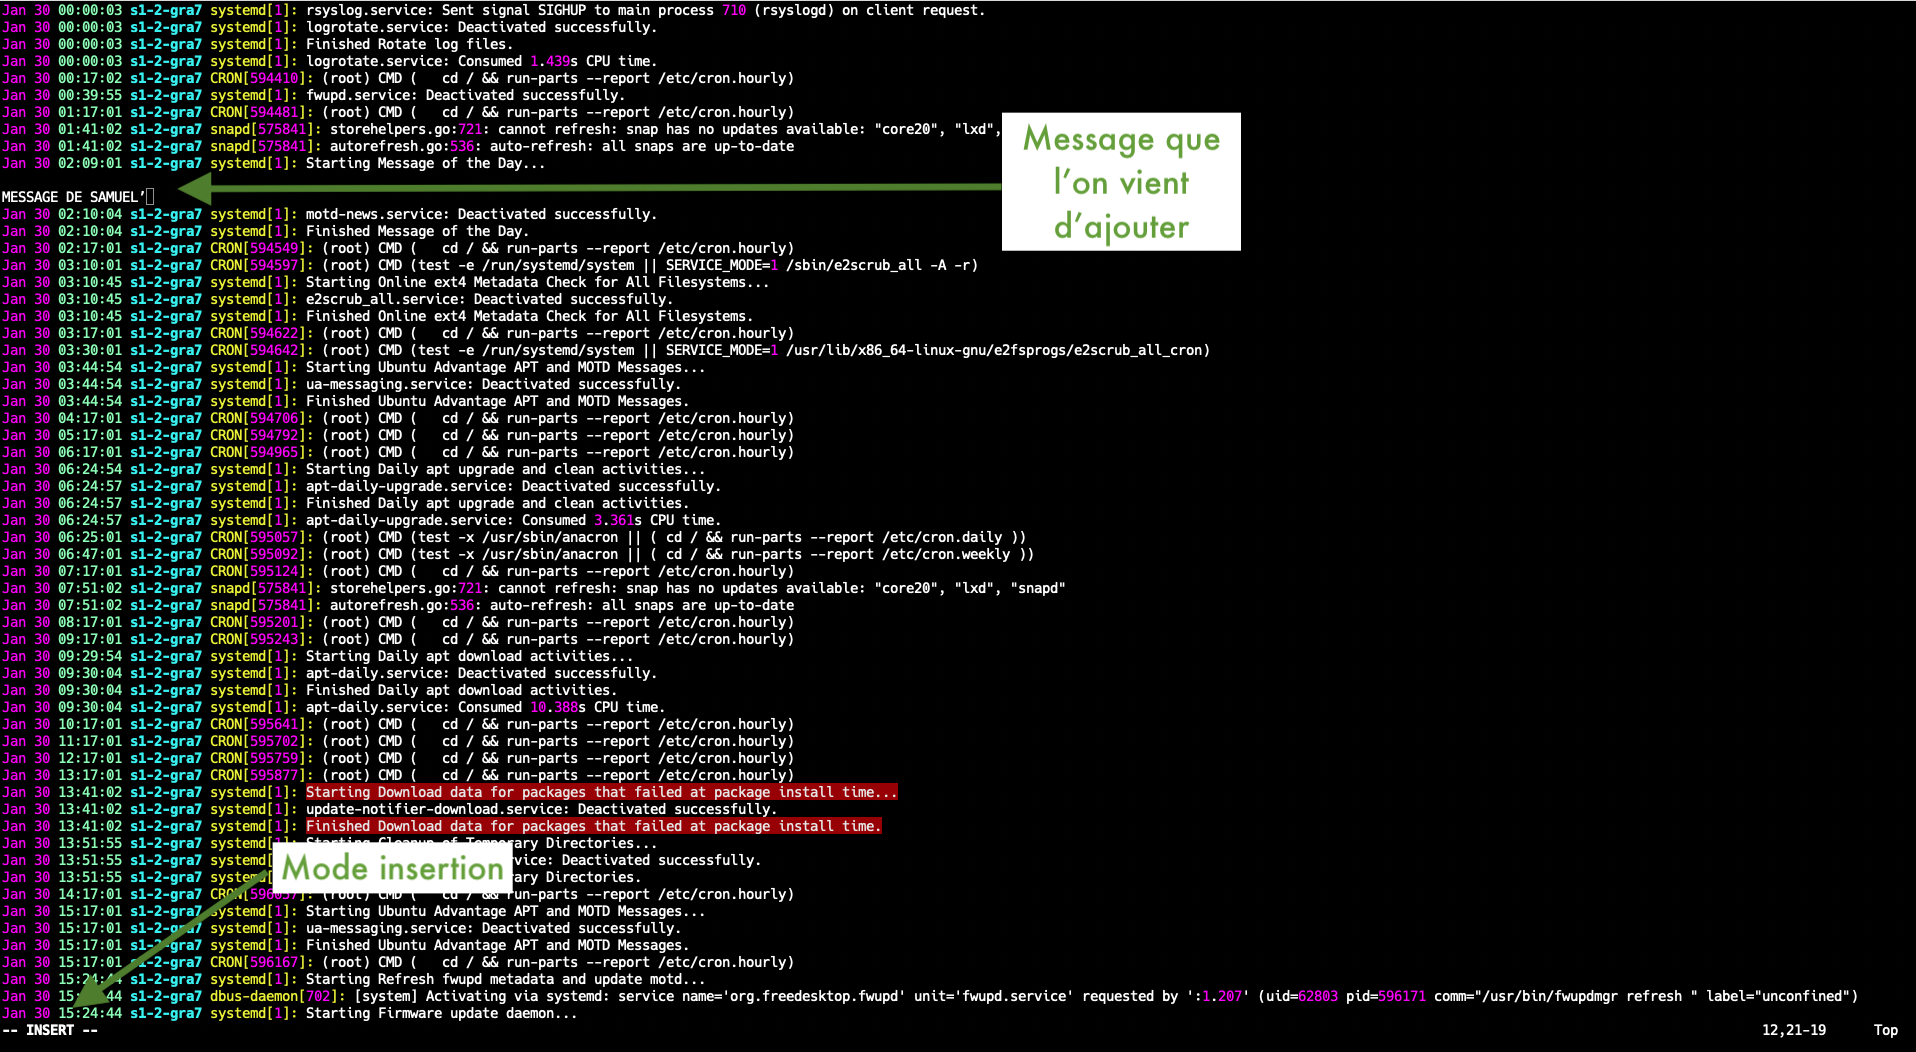 Jan 30 00:00:03 s1-2-gra7 systemd[1]: rsyslog.service: Sent signal SIGHUP to main process 710 (rsyslogd) on client request.
Jan 30 00:00:03 s1-2-gra7 systemd[1]: logrotate.service: Deactivated successfully.
Jan 30 00:00:03 s1-2-gra7 systemd[1]: Finished Rotate log files.
Jan 30 00:00:03 s1-2-gra7 systemd[1]: logrotate.service: Consumed 1.439s CPU time.
Jan 30 00:17:02 s1-2-gra7 CRON[594410]: (root) CMD (   cd / && run-parts --report /etc/cron.hourly)
Jan 30 00:39:55 s1-2-gra7 systemd[1]: fwupd.service: Deactivated successfully.
Jan 30 01:17:01 s1-2-gra7 CRON[594481]: (root) CMD (   cd / && run-parts --report /etc/cron.hourly)
Jan 30 01:41:02 s1-2-gra7 snapd[575841]: storehelpers.go:721: cannot refresh: snap has no updates available: "core20", "lxd",
Jan 30 01:41:02 s1-2-gra7 snapd[575841]: autorefresh.go:536: auto-refresh: all snaps are up-to-date
Jan 30 02:09:01 s1-2-gra7 systemd[1]: Starting Message of the Day...
Message que
l’on vient
d’ajouter
MESSAGE DE SAMUEL’
Jan 30 02:10:04 s1-2-gra7 systemd[1]: motd-news.service: Deactivated successfully.
Jan 30 02:10:04 s1-2-gra7 systemd[1]: Finished Message of the Day.
Jan 30 02:17:01 s1-2-gra7 CRON[594549]: (root) CMD (   cd / && run-parts --report /etc/cron.hourly)
Jan 30 03:10:01 s1-2-gra7 CRON[594597]: (root) CMD (test -e /run/systemd/system || SERVICE_MODE=1 /sbin/e2scrub_all -A -r)
Jan 30 03:10:45 s1-2-gra7 systemd[1]: Starting Online ext4 Metadata Check for All Filesystems...
Jan 30 03:10:45 s1-2-gra7 systemd[1]: e2scrub_all.service: Deactivated successfully.
Jan 30 03:10:45 s1-2-gra7 systemd[1]: Finished Online ext4 Metadata Check for All Filesystems.
Jan 30 03:17:01 s1-2-gra7 CRON[594622]: (root) CMD (   cd / && run-parts --report /etc/cron.hourly)
Jan 30 03:30:01 s1-2-gra7 CRON[594642]: (root) CMD (test -e /run/systemd/system || SERVICE_MODE=1 /usr/lib/x86_64-linux-gnu/e2fsprogs/e2scrub_all_cron)
Jan 30 03:44:54 s1-2-gra7 systemd[1]: Starting Ubuntu Advantage APT and MOTD Messages...
Jan 30 03:44:54 s1-2-gra7 systemd[1]: ua-messaging.service: Deactivated successfully.
Jan 30 03:44:54 s1-2-gra7 systemd[1]: Finished Ubuntu Advantage APT and MOTD Messages.
Jan 30 04:17:01 s1-2-gra7 CRON[594706]: (root) CMD (   cd / && run-parts --report /etc/cron.hourly)
Jan 30 05:17:01 s1-2-gra7 CRON[594792]: (root) CMD (   cd / && run-parts --report /etc/cron.hourly)
Jan 30 06:17:01 s1-2-gra7 CRON[594965]: (root) CMD (   cd / && run-parts --report /etc/cron.hourly)
Jan 30 06:24:54 s1-2-gra7 systemd[1]: Starting Daily apt upgrade and clean activities...
Jan 30 06:24:57 s1-2-gra7 systemd[1]: apt-daily-upgrade.service: Deactivated successfully.
Jan 30 06:24:57 s1-2-gra7 systemd[1]: Finished Daily apt upgrade and clean activities.
Jan 30 06:24:57 s1-2-gra7 systemd[1]: apt-daily-upgrade.service: Consumed 3.361s CPU time.
Jan 30 06:25:01 s1-2-gra7 CRON[595057]: (root) CMD (test -x /usr/sbin/anacron || ( cd / && run-parts --report /etc/cron.daily ))
Jan 30 06:47:01 s1-2-gra7 CRON[595092]: (root) CMD (test -x /usr/sbin/anacron || ( cd / && run-parts --report /etc/cron.weekly ))
Jan 30 07:17:01 s1-2-gra7 CRON[595124]: (root) CMD (   cd / && run-parts --report /etc/cron.hourly)
Jan 30 07:51:02 s1-2-gra7 snapd[575841]: storehelpers.go:721: cannot refresh: snap has no updates available: "core20", "lxd", "snapd"
Jan 30 07:51:02 s1-2-gra7 snapd[575841]: autorefresh.go:536: auto-refresh: all snaps are up-to-date
Jan 30 08:17:01 s1-2-gra7 CRON[595201]: (root) CMD (   cd / && run-parts --report /etc/cron.hourly)
Jan 30 09:17:01 s1-2-gra7 CRON[595243]: (root) CMD (   cd / && run-parts --report /etc/cron.hourly)
Jan 30 09:29:54 s1-2-gra7 systemd[1]: Starting Daily apt download activities...
Jan 30 09:30:04 s1-2-gra7 systemd[1]: apt-daily.service: Deactivated successfully.
Jan 30 09:30:04 s1-2-gra7 systemd[1]: Finished Daily apt download activities.
Jan 30 09:30:04 s1-2-gra7 systemd[1]: apt-daily.service: Consumed 10.388s CPU time.
Jan 30 10:17:01 s1-2-gra7 CRON[595641]: (root) CMD (   cd / && run-parts --report /etc/cron.hourly)
Jan 30 11:17:01 s1-2-gra7 CRON[595702]: (root) CMD (   cd / && run-parts --report /etc/cron.hourly)
Jan 30 12:17:01 s1-2-gra7 CRON[595759]: (root) CMD (   cd / && run-parts --report /etc/cron.hourly)
Jan 30 13:17:01 s1-2-gra7 CRON[595877]: (root) CMD (   cd / && run-parts --report /etc/cron.hourly)
Jan 30 13:41:02 s1-2-gra7 systemd[1]: Starting Download data for packages that failed at package install time...
Jan 30 13:41:02 s1-2-gra7 systemd[1]: update-notifier-download.service: Deactivated successfully.
Jan 30 13:41:02 s1-2-gra7 systemd[1]: Finished Download data for packages that failed at package install time.
Jan 30 13:51:55 s1-2-gra7 systemd[1]: Starting Cleanup of Temporary Directories...
Jan 30 13:51:55 s1-2-gra7 systemd[ vice: Deactivated successfully.
Jan 30 13:51:55 s1-2-gra7 systemd rary Directories.
Mode insertion
Jan 30 14:17:01 s1-2-gra7 CRON[596057]: (root) CMD (   cd / && run-parts --report /etc/cron.hourly)
Jan 30 15:17:01 s1-2-gra7 systemd[1]: Starting Ubuntu Advantage APT and MOTD Messages...
Jan 30 15:17:01 s1-2-gra7 systemd[1]: ua-messaging.service: Deactivated successfully.
Jan 30 15:17:01 s1-2-gra7 systemd[1]: Finished Ubuntu Advantage APT and MOTD Messages.
Jan 30 15:17:01 s1-2-gra7 CRON[596167]: (root) CMD (   cd / && run-parts --report /etc/cron.hourly)
Jan 30 15:24:44 s1-2-gra7 systemd[1]: Starting Refresh fwupd metadata and update motd...
Jan 30 15: 44 s1-2-gra7 dbus-daemon[702]: [system] Activating via systemd: service name='org.freedesktop.fwupd' unit='fwupd.service' requested by ':1.207' (uid=62803 pid=596171 comm="/usr/bin/fwupdmgr refresh " label="unconfined")
Jan 30 15:24:44 s1-2-gra7 systemd[1]: Starting Firmware update daemon...
-- INSERT -- 12,21-19 Top